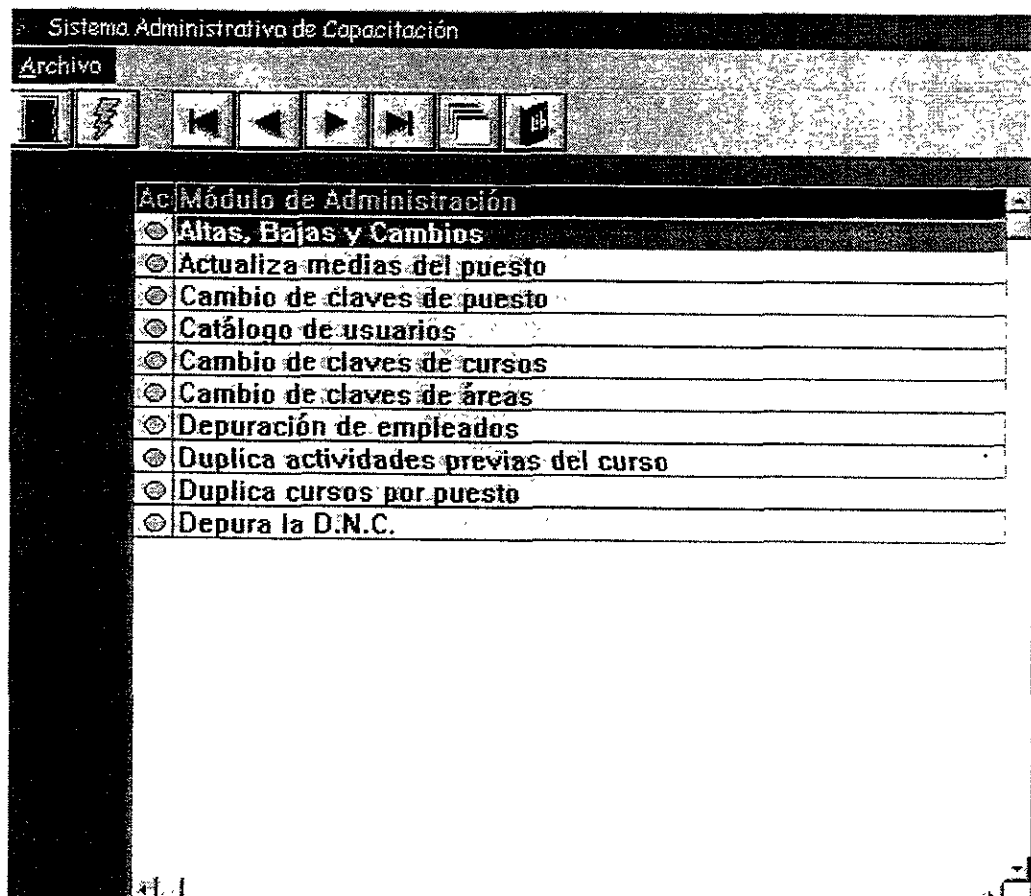 Sistema Administrativo de Capacitación
Archivo
Ac Módulo de Administración
Altas, Bajas y Cambios
Actualiza medias del puesto
Cambio de claves de puesto
Catálogo de usuarios
Cambio de claves de cursos
Cambio de claves de áreas
Depuración de empleados
Duplica actividades previas del curso
Duplica cursos por puesto
Depura la D.N.C.